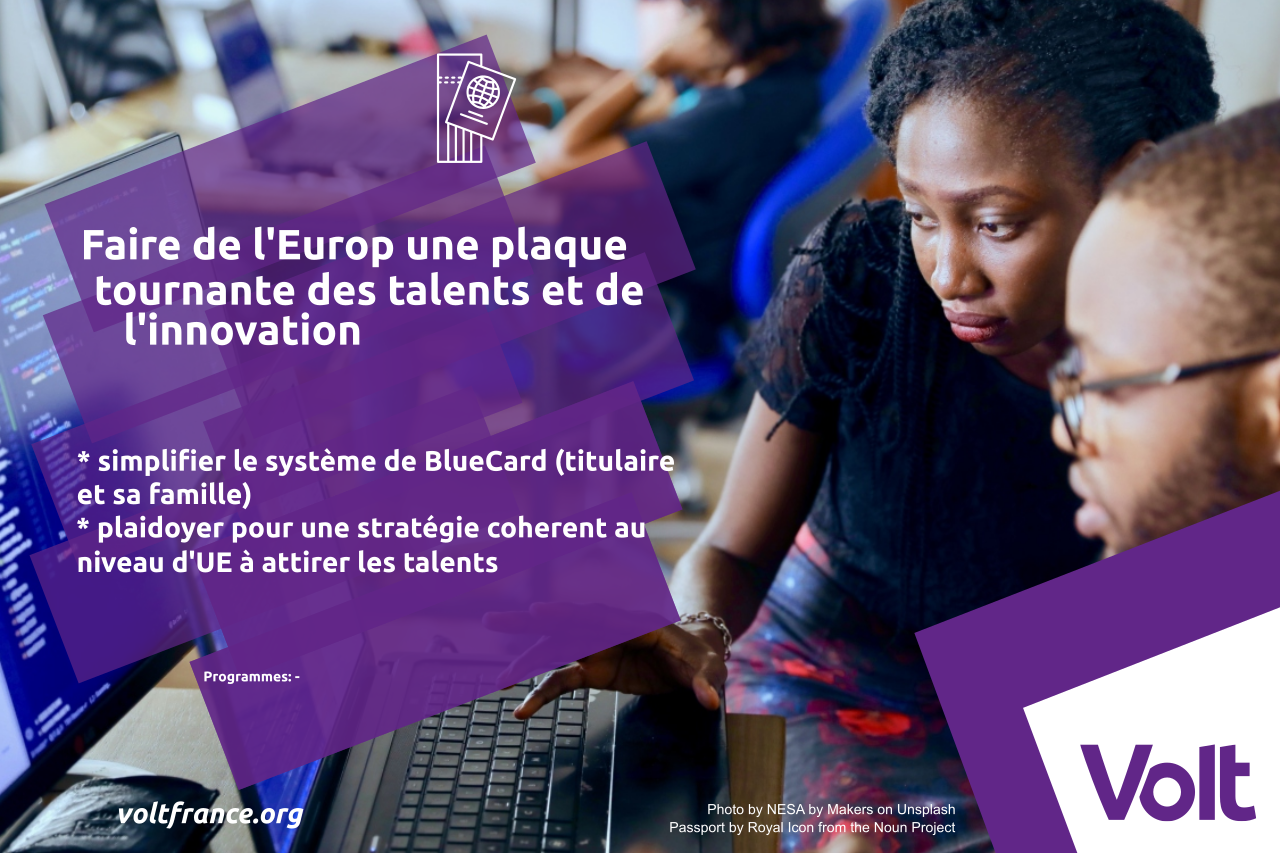 Faire de l'Europ une plaque
tournante des talents et de
l'innovation
* simplifier le système de BlueCard (titulaire
et sa famille)
* plaidoyer pour une stratégie coherent au
niveau d'UE à attirer les talents
Programmes: -
voltfrance.org
Photo by NESA by Makers on Unsplash
Passport by Royal Icon from the Noun Project
Volt